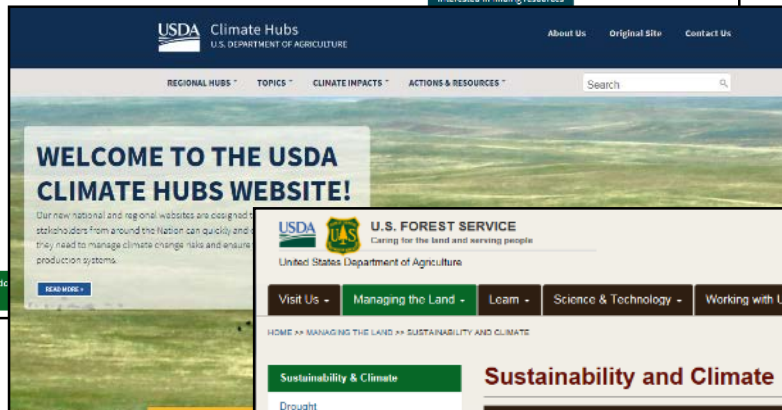 interested in finding resources
USDA Climate Hubs
U.S. DEPARTMENT OF AGRICULTURE
About Us Original Site Contact Us
REGIONAL HUBS TOPICS CLIMATE IMPACTS ACTIONS & RESOURCES
Search
WELCOME TO THE USDA
CLIMATE HUBS WEBSITE!
Our new national and regional websites are designed t
stakeholders from around the Nation can quickly and
they need to manage climate change risks and ensure
production systems.
READ MORE »
USDA UAS U.S. FOREST SERVICE
Caring for the land and serving people
United States Department of Agriculture
Visit Us Managing the Land Learn Science & Technology Working with U
HOME >> MANAGING THE LAND >> SUSTAINABILITY AND CLIMATE
Sustainability & Climate
Sustainability and Climate
Drought